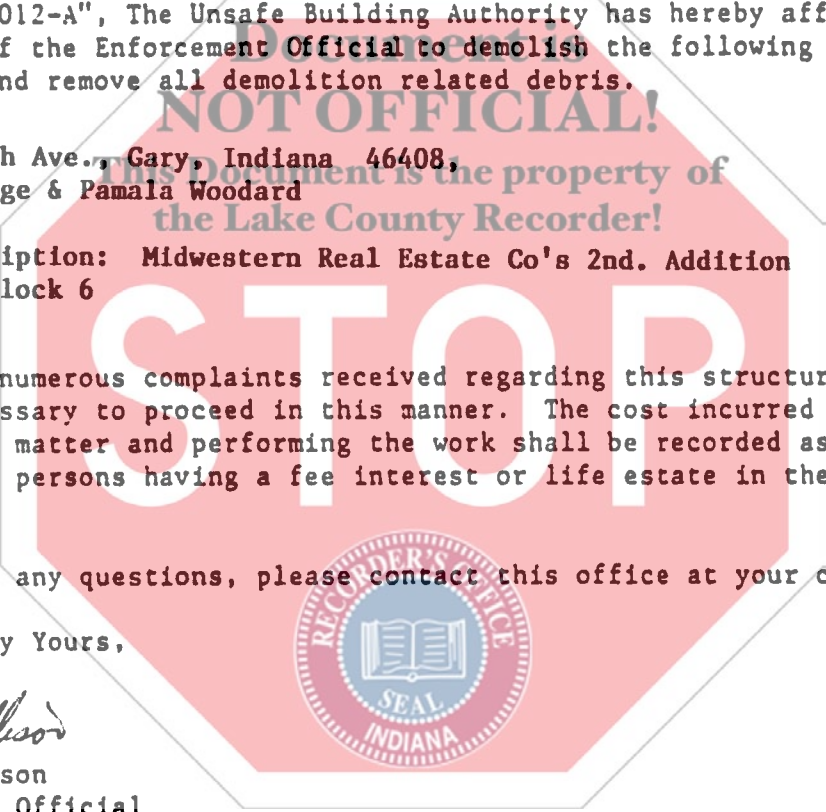 012-A", The Unsafe Building Authority has hereby aff
f the Enforcement Official to demolish the following
nd remove all demolition related debris.
Document is
NOT OFFICIAL!
This Document is the property of
the Lake County Recorder!
h Ave., Gary, Indiana 46408,
ge & Pamala Woodard
iption: Midwestern Real Estate Co's 2nd. Addition
lock 6
STOP
numerous complaints received regarding this structur
ssary to proceed in this manner. The cost incurred
matter and performing the work shall be recorded as
persons having a fee interest or life estate in the
any questions, please contact this office at your c
RECORDER'S OFFICE
SEAL
INDIANA
y Yours,
son
Official